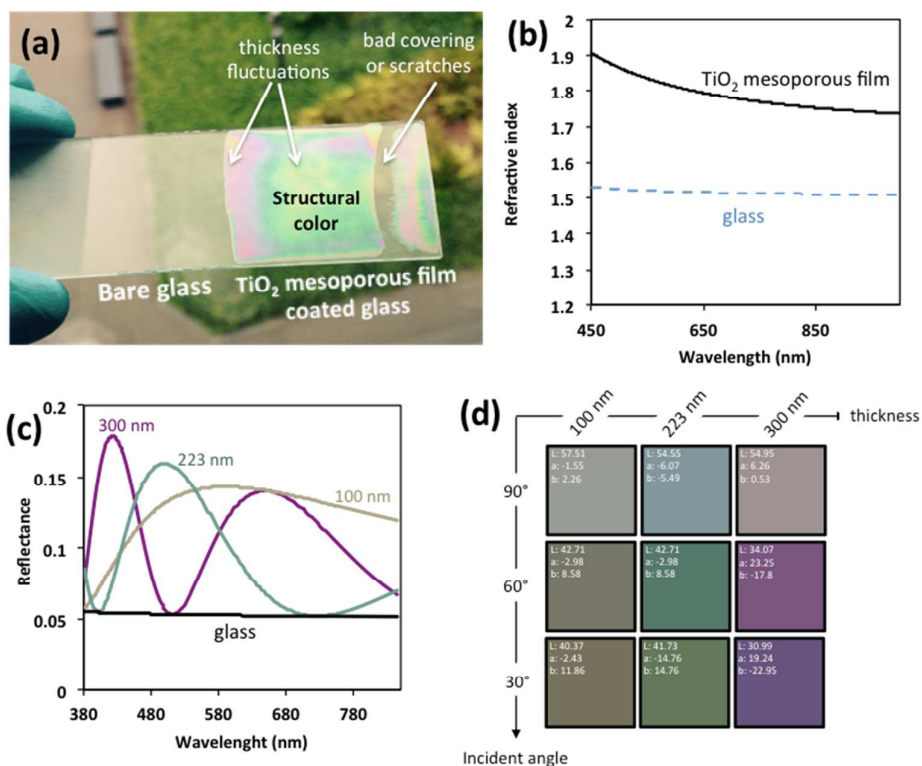 (a)
thickness
fluctuations
bad covering
or scratches
Structural
color
Bare glass
TiO2 mesoporous film
coated glass
(b)
2
1.9
1.8
1.7
1.6
1.5
1.4
1.3
1.2
Refractive index
TiO2 mesoporous film
glass
450
650
850
Wavelength (nm)
(c)
0.2
0.15
0.1
0.05
0
Reflectance
300 nm
223 nm
100 nm
glass
380
480
580
680
780
Wavelenght (nm)
(d)
100 nm
223 nm
300 nm
thickness
90°
L: 57.51
a: -1.55
b: 2.26
L: 54.55
a: -6.07
b: -5.49
L: 54.95
a: 6.26
b: 0.53
60°
L: 42.71
a: -2.98
b: 8.58
L: 42.71
a: -2.98
b: 8.58
L: 34.07
a: 23.25
b: -17.8
30°
L: 40.37
a: -2.43
b: 11.86
L: 41.73
a: -14.76
b: 14.76
L: 30.99
a: 19.24
b: -22.95
Incident angle